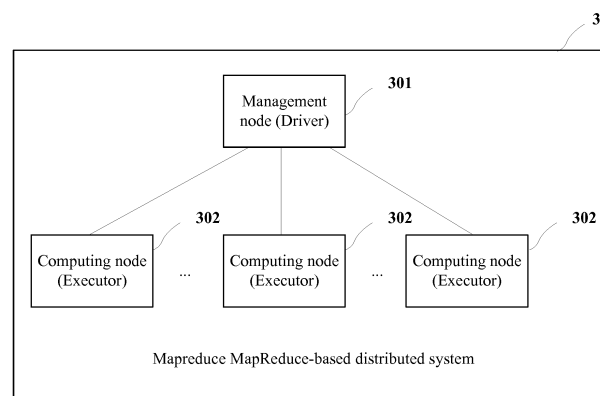 3
301
Management
node (Driver)
302
302
302
Computing node
(Executor)
...
Computing node
(Executor)
...
Computing node
(Executor)
Mapreduce MapReduce-based distributed system